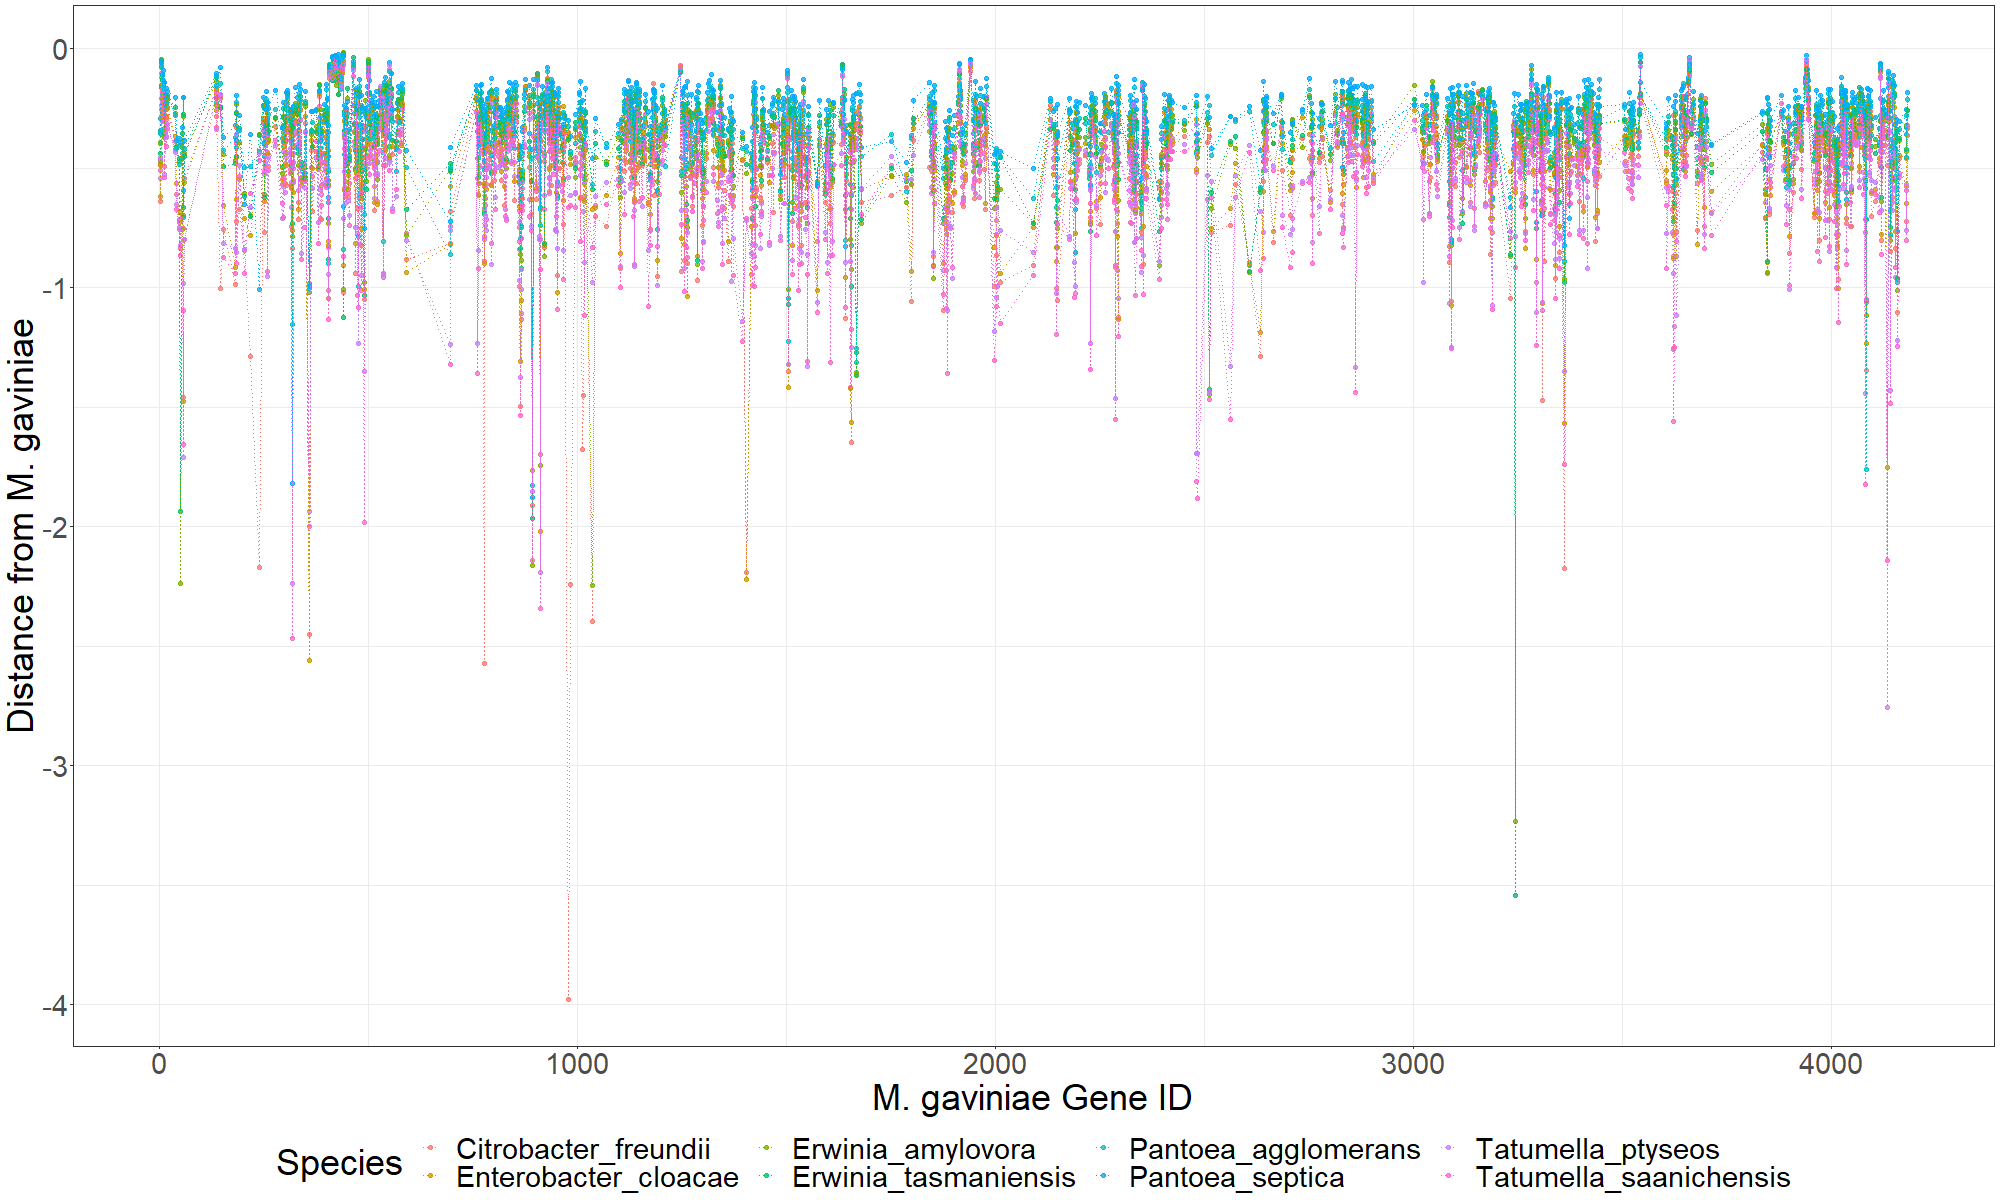 0
-1
-2
-3
-4
Distance from M. gaviniae
0 1000 2000 3000 4000
M. gaviniae Gene ID
Species
Citrobacter_freundii Erwinia_amylovora Pantoea_agglomerans Tatumella_ptyseos
Enterobacter_cloacae Erwinia_tasmaniensis Pantoea_septica Tatumella_saanichensis